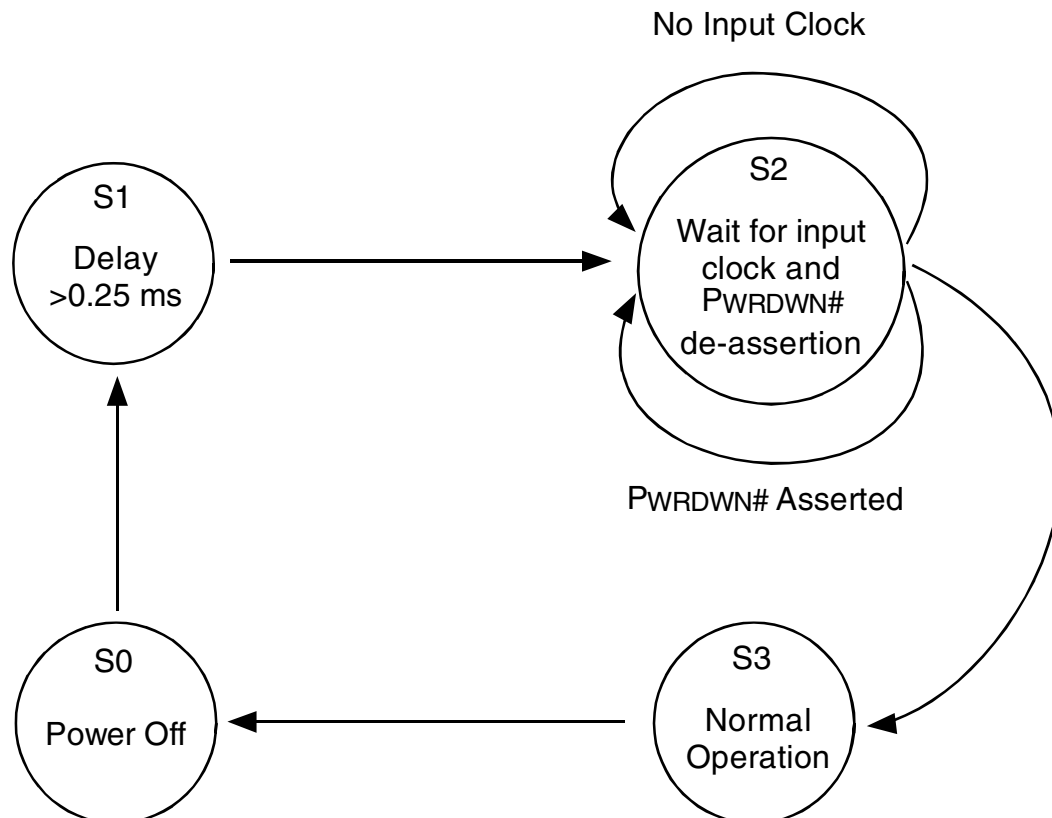 No Input Clock
S1
Delay
>0.25 ms
S2
Wait for input
clock and
PWRDWN#
de-assertion
PWRDWN# Asserted
S0
Power Off
S3
Normal
Operation